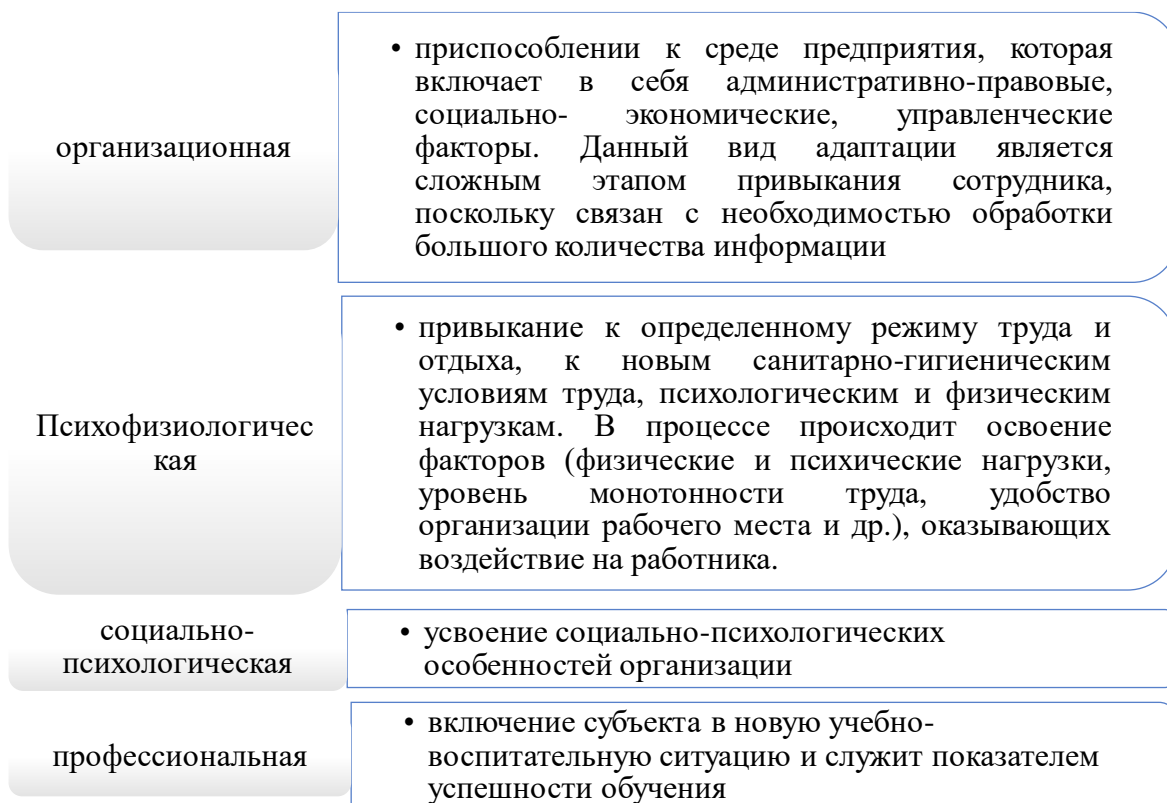 организационная
• приспособлении к среде предприятия, которая
включает в себя административно-правовые,
социально- экономические, управленческие
факторы. Данный вид адаптации является
сложным этапом привыкания сотрудника,
поскольку связан с необходимостью обработки
большого количества информации
Психофизиологичес
кая
• привыкание к определенному режиму труда и
отдыха, к новым санитарно-гигиеническим
условиям труда, психологическим и физическим
нагрузкам. В процессе происходит освоение
факторов (физические и психические нагрузки,
уровень монотонности труда, удобство
организации рабочего места и др.), оказывающих
воздействие на работника.
социально-
психологическая
• усвоение социально-психологических
особенностей организации
профессиональная
• включение субъекта в новую учебно-
воспитательную ситуацию и служит показателем
успешности обучения